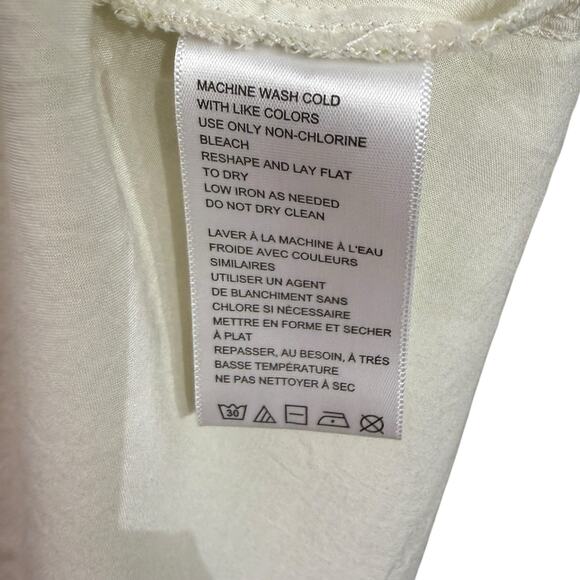 MACHINE WASH COLD
WITH LIKE COLORS
USE ONLY NON-CHLORINE
BLEACH
RESHAPE AND LAY FLAT
TO DRY
LOW IRON AS NEEDED
DO NOT DRY CLEAN
LAVER À LA MACHINE À L'EAU
FROIDE AVEC COULEURS
SIMILAIRES
UTILISER UN AGENT
DE BLANCHIMENT SANS
CHLORE SI NÉCESSAIRE
METTRE EN FORME ET SECHER
À PLAT
REPASSER, AU BESOIN, À TRÉS
BASSE TEMPÉRATURE
NE PAS NETTOYER À SEC
30